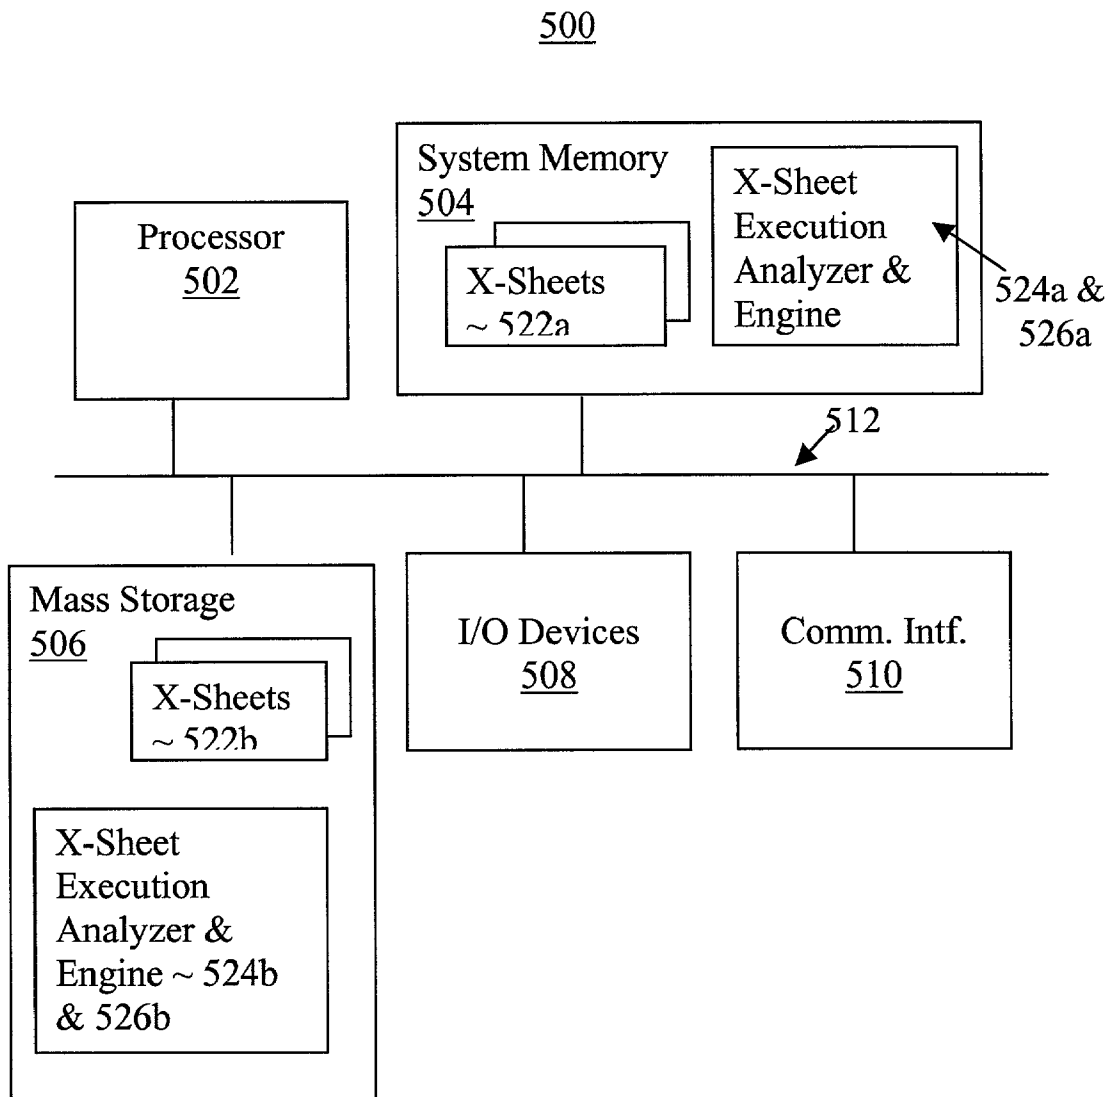 500
System Memory
504
X-Sheets
~ 522a
X-Sheet
Execution
Analyzer &
Engine
524a &
526a
Processor
502
512
Mass Storage
506
X-Sheets
~ 522b
X-Sheet
Execution
Analyzer &
Engine ~ 524b
& 526b
I/O Devices
508
Comm. Intf.
510